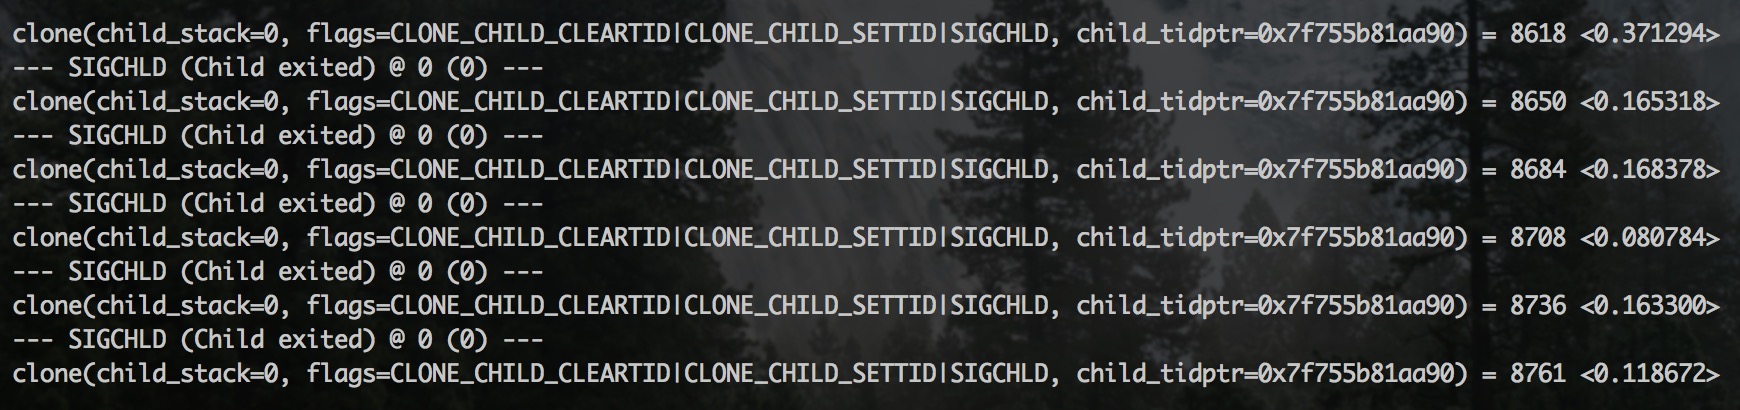 clone(child_stack=0, flags=CLONE_CHILD_CLEARTID|CLONE_CHILD_SETTID|SIGCHLD, child_tidptr=0x7f755b81aa90) = 8618 <0.371294>
--- SIGCHLD (Child exited) @ 0 (0) ---
clone(child_stack=0, flags=CLONE_CHILD_CLEARTID|CLONE_CHILD_SETTID|SIGCHLD, child_tidptr=0x7f755b81aa90) = 8650 <0.165318>
--- SIGCHLD (Child exited) @ 0 (0) ---
clone(child_stack=0, flags=CLONE_CHILD_CLEARTID|CLONE_CHILD_SETTID|SIGCHLD, child_tidptr=0x7f755b81aa90) = 8684 <0.168378>
--- SIGCHLD (Child exited) @ 0 (0) ---
clone(child_stack=0, flags=CLONE_CHILD_CLEARTID|CLONE_CHILD_SETTID|SIGCHLD, child_tidptr=0x7f755b81aa90) = 8708 <0.080784>
--- SIGCHLD (Child exited) @ 0 (0) ---
clone(child_stack=0, flags=CLONE_CHILD_CLEARTID|CLONE_CHILD_SETTID|SIGCHLD, child_tidptr=0x7f755b81aa90) = 8736 <0.163300>
--- SIGCHLD (Child exited) @ 0 (0) ---
clone(child_stack=0, flags=CLONE_CHILD_CLEARTID|CLONE_CHILD_SETTID|SIGCHLD, child_tidptr=0x7f755b81aa90) = 8761 <0.118672>